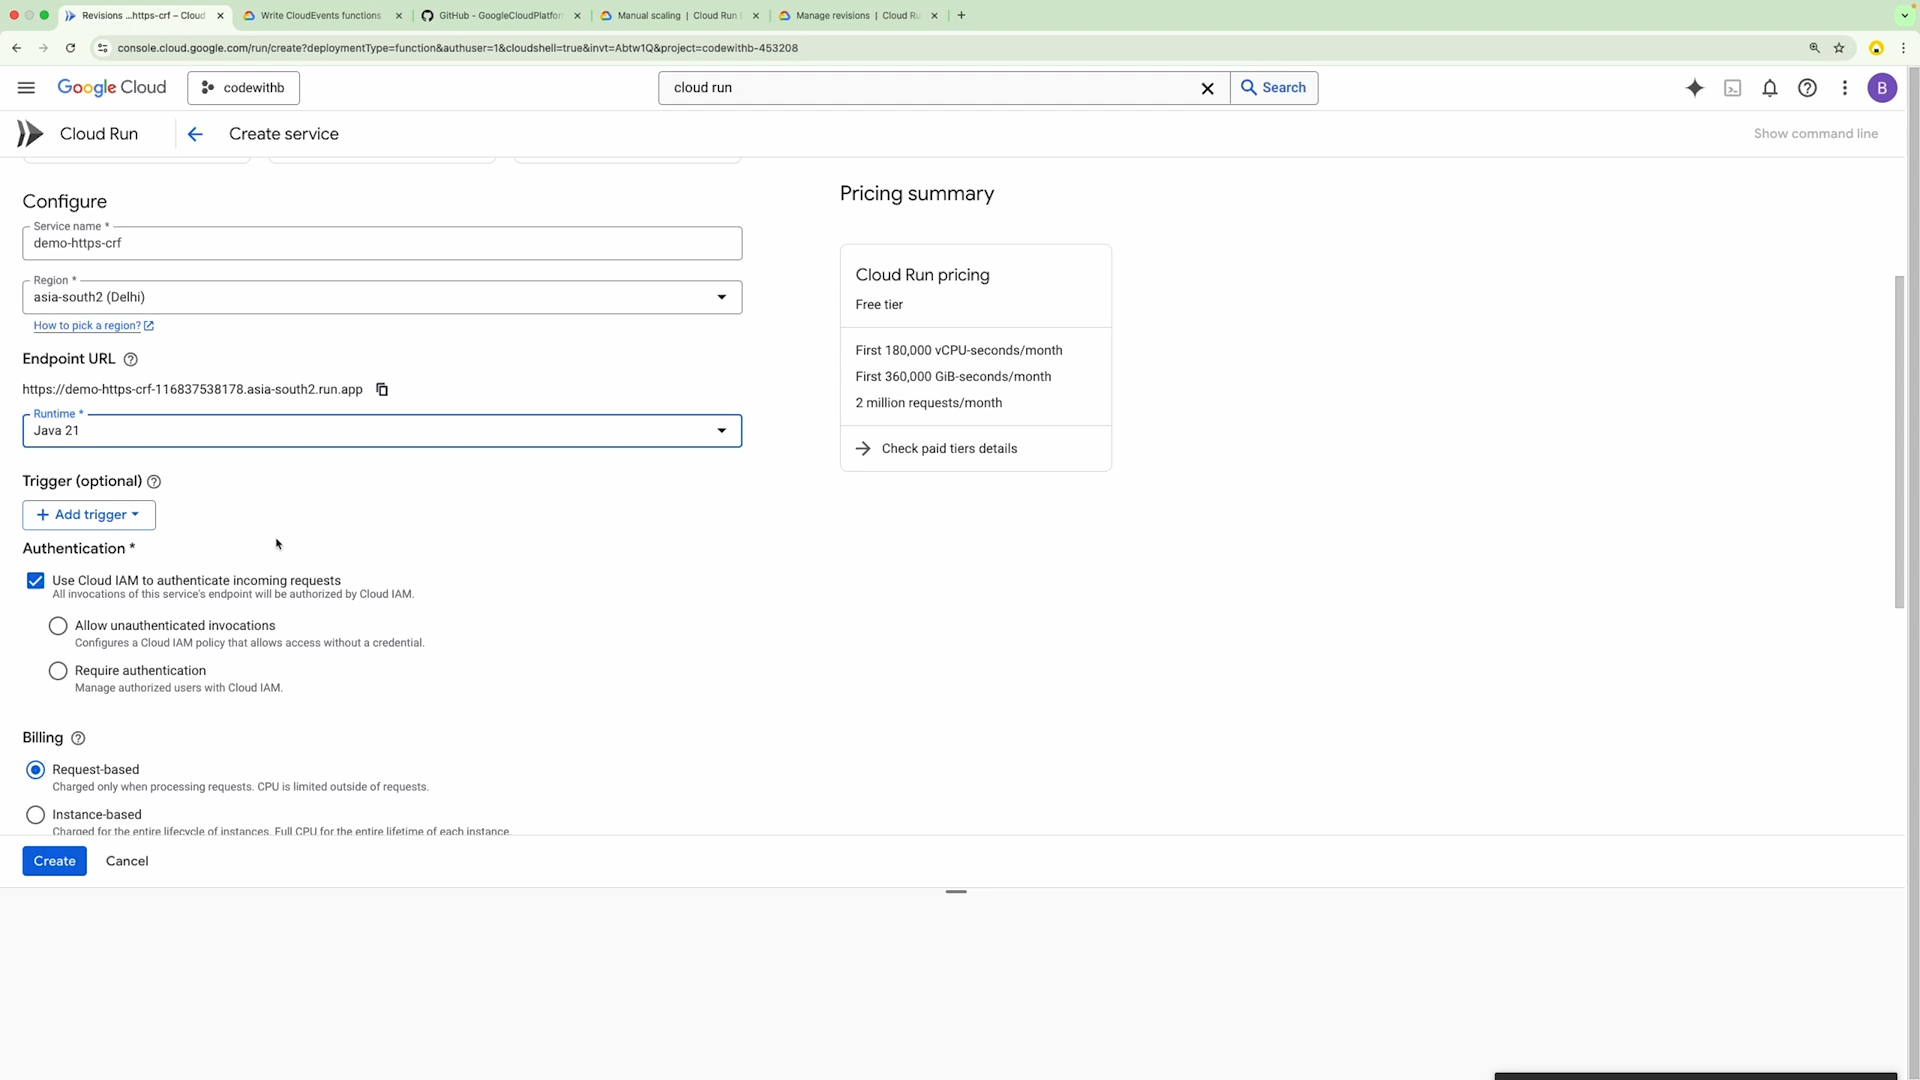 Revisions ...https-crf – Cloud
Write CloudEvents functions
GitHub - GoogleCloudPlatfor
Manual scaling | Cloud Run
Manage revisions | Cloud Ru
console.cloud.google.com/run/create?deploymentType=function&authuser=1&cloudshell=true&invt=Abtw1Q&project=codewithb-453208
Google Cloud
codewithb
cloud run
Search
B
Cloud Run
Create service
Show command line
Configure
Service name *
demo-https-crf
Region *
asia-south2 (Delhi)
How to pick a region?
Endpoint URL
https://demo-https-crf-116837538178.asia-south2.run.app
Runtime *
Java 21
Trigger (optional)
Add trigger
Authentication *
Use Cloud IAM to authenticate incoming requests
All invocations of this service's endpoint will be authorized by Cloud IAM.
Allow unauthenticated invocations
Configures a Cloud IAM policy that allows access without a credential.
Require authentication
Manage authorized users with Cloud IAM.
Billing
Request-based
Charged only when processing requests. CPU is limited outside of requests.
Instance-based
Charged for the entire lifecycle of instances. Full CPU for the entire lifetime of each instance.
Create
Cancel
Pricing summary
Cloud Run pricing
Free tier
First 180,000 vCPU-seconds/month
First 360,000 GiB-seconds/month
2 million requests/month
Check paid tiers details